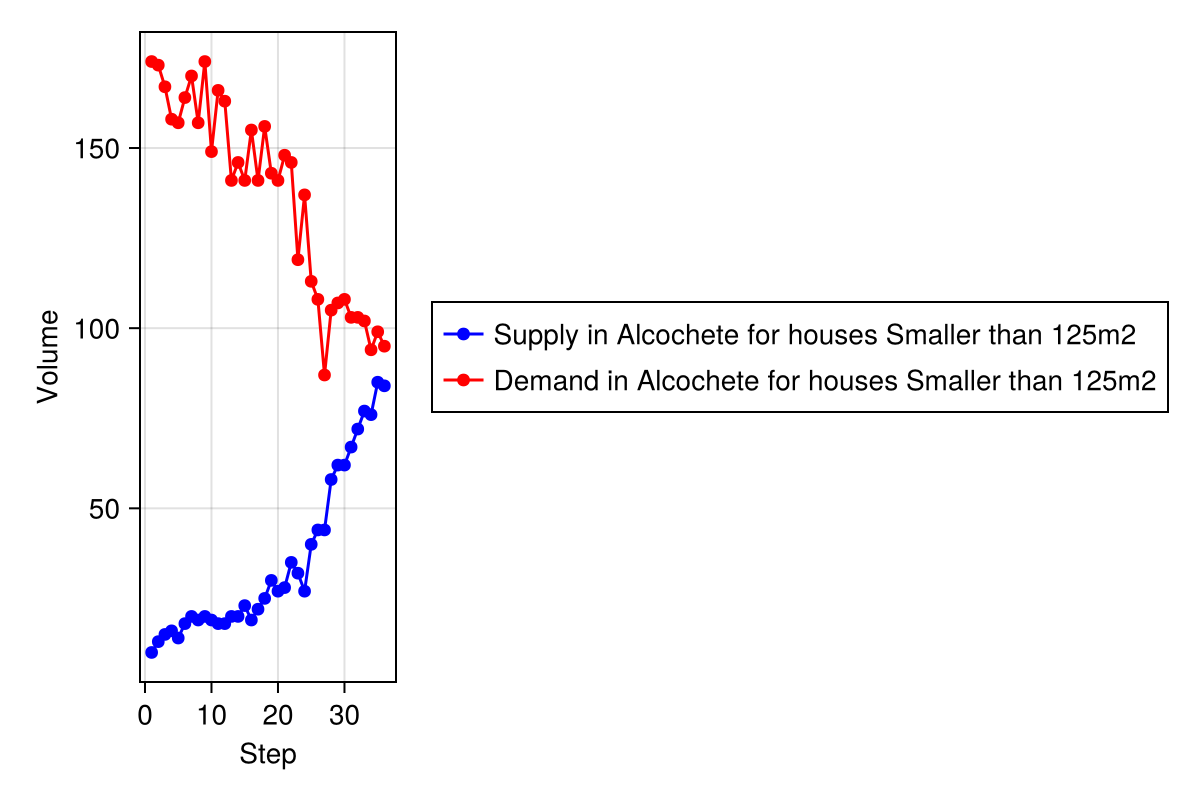 Volume
150
100
50
0 10 20 30
Step
Supply in Alcochete for houses Smaller than 125m2
Demand in Alcochete for houses Smaller than 125m2